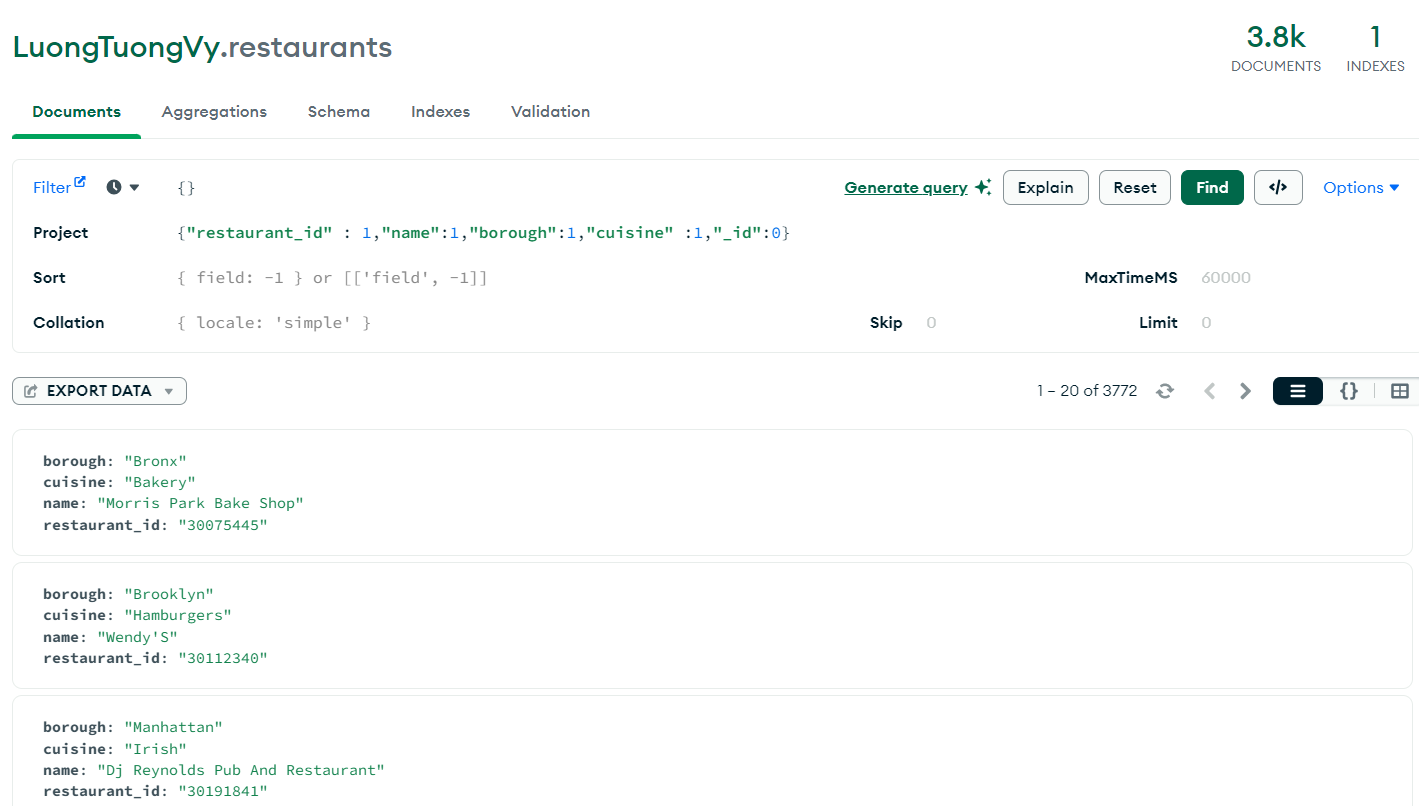 LuongTuongVy.restaurants
3.8k
DOCUMENTS
1
INDEXES
Documents Aggregations Schema Indexes Validation
Filter {} Generate query Explain Reset Find </> Options
Project {"restaurant_id" : 1,"name":1,"borough":1,"cuisine" :1,"_id":0}
Sort { field: -1 } or [['field', -1]] MaxTimeMS 60000
Collation { locale: 'simple' } Skip 0 Limit 0
EXPORT DATA 1 – 20 of 3772 {}
borough: "Bronx"
cuisine: "Bakery"
name: "Morris Park Bake Shop"
restaurant_id: "30075445"
borough: "Brooklyn"
cuisine: "Hamburgers"
name: "Wendy'S"
restaurant_id: "30112340"
borough: "Manhattan"
cuisine: "Irish"
name: "Dj Reynolds Pub And Restaurant"
restaurant_id: "30191841"